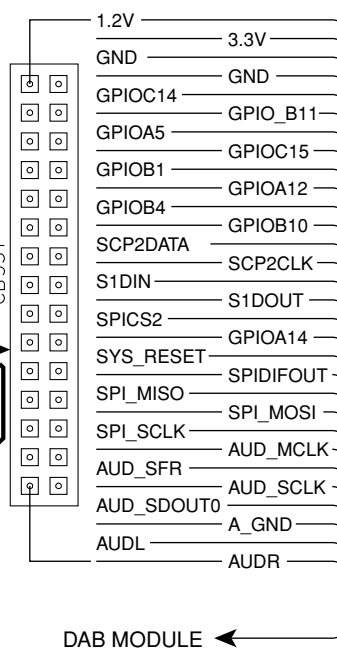 1.2V
3.3V
GND
GND
GPIOC14
GPIO_B11
GPIOA5
GPIOC15
GPIOB1
GPIOA12
GPIOB4
GPIOB10
SCP2DATA
SCP2CLK
S1DIN
S1DOUT
SPICS2
GPIOA14
SYS_RESET
SPIDIFOUT
SPI_MISO
SPI_MOSI
SPI_SCLK
AUD_MCLK
AUD_SFR
AUD_SCLK
AUD_SDOUT0
A_GND
AUDL
AUDR
DAB MODULE